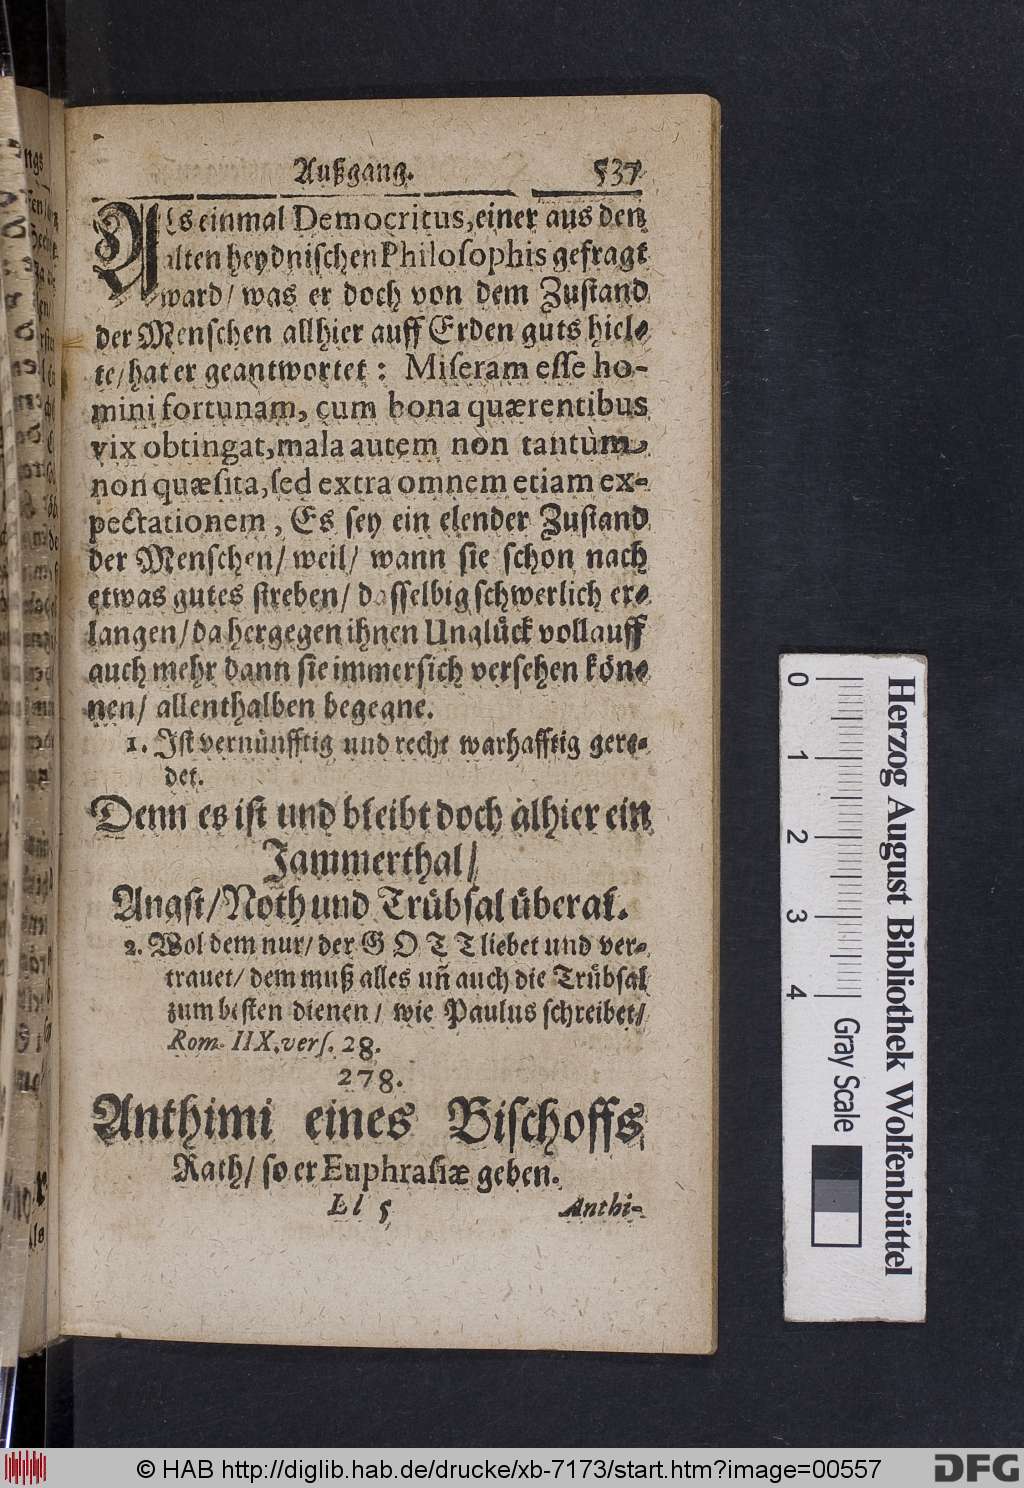 Außgang. 537
Als einmal Democritus, einer aus den
alten heydnischen Philosophis gefragt
ward/ was er doch von dem Zustand
der Menschen allhier auff Erden guts hiel-
te/ hat er geantwortet: Miseram esse ho-
mini fortunam, cum bona quærentibus
vix obtingat, mala autem non tantùm
non quæsita, sed extra omnem etiam ex-
pectationem, Es sey ein elender Zustand
der Menschen/ weil/ wann sie schon nach
etwas gutes streben/ dasselbig schwerlich er-
langen/ da hergegen ihnen Unglück vollauff
auch mehr dann sie immer sich versehen kön-
nen/ allenthalben begegne.
1. Ist vernünfftig und recht warhafftig gere-
det.
Denn es ist und bleibt doch alhier ein
Jammerthal/
Angst/ Noth und Trübsal überal.
2. Wol dem nur/ der GOTT liebet und ver-
trauet/ dem muß alles uñ auch die Trübsal
zum besten dienen/ wie Paulus schreibet/
Rom. IIX. vers. 28.
278.
Anthimi eines Bischoffs
Rath/ so er Euphrasiæ geben.
Ll 5 Anthi-
0 1 2 3 4
Gray Scale
Herzog August Bibliothek Wolfenbüttel
© HAB http://diglib.hab.de/drucke/xb-7173/start.htm?image=00557
DFG